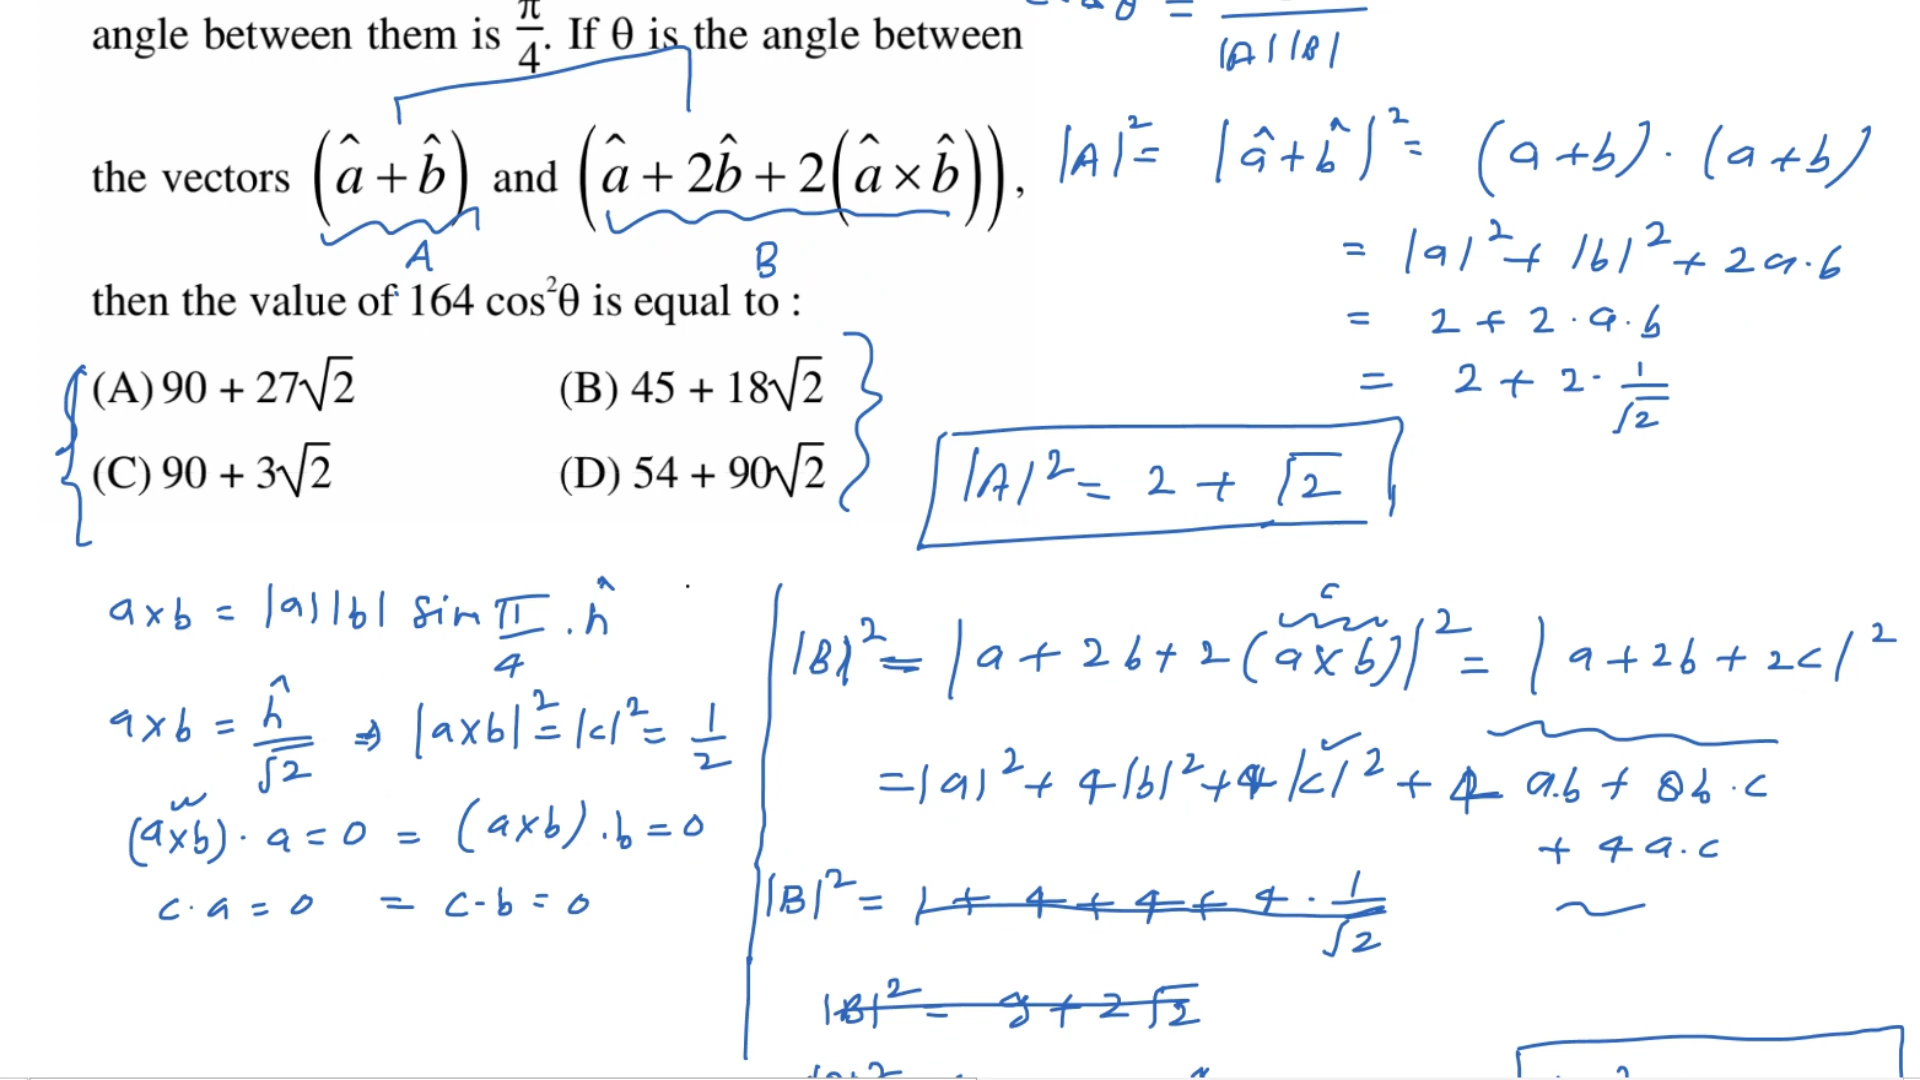 angle between them is π/4. If θ is the angle between
the vectors (â + b̂) and (â + 2b̂ + 2(â × b̂)),
A B
then the value of 164 cos²θ is equal to :
(A) 90 + 27√2 (B) 45 + 18√2
(C) 90 + 3√2 (D) 54 + 90√2
θ =
|A| |B|
|A|² = |â + b̂|² = (a+b) · (a+b)
= |a|² + |b|² + 2a·b
= 2 + 2·a·b
= 2 + 2· 1/√2
|A|² = 2 + √2
a×b = |a||b| sin π/4 . n̂
a×b = n̂/√2 ⇒ |a×b|² = |c|² = 1/2
(a×b)· a = 0 = (a×b).b = 0
c·a = 0 = c-b = 0
c
|B|² = |a + 2b + 2(a×b)|² = |a + 2b + 2c|²
= |a|² + 4|b|² + 4|c|² + 4 a.b + 8b·c
+ 4a.c
|B|² = 1 + 4 + 4 + 4 · 1/√2
|B|² = 9 + 2√2